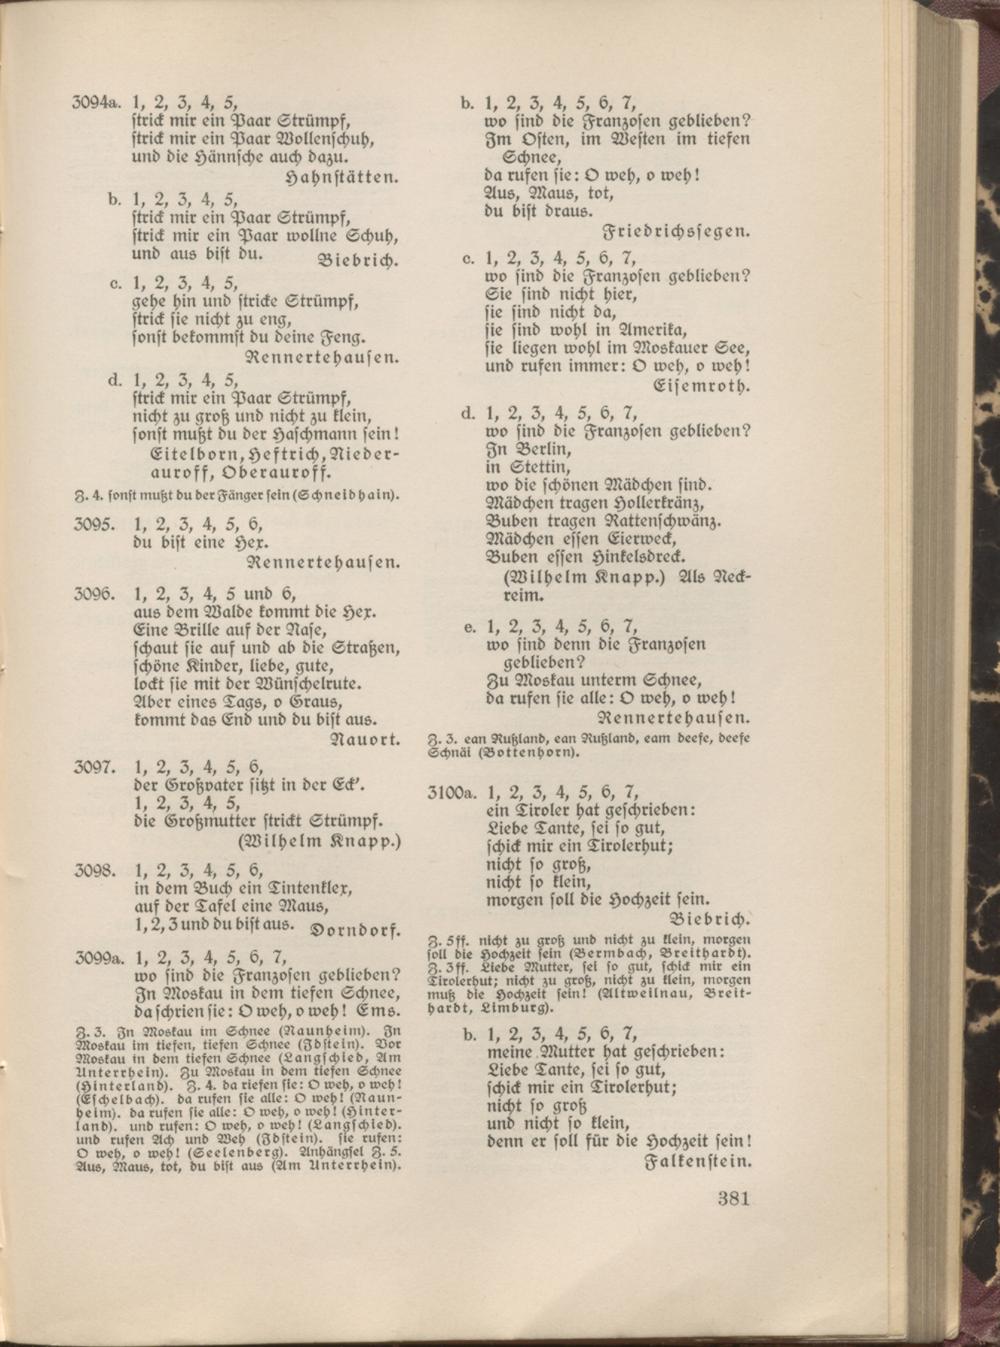 3094a. 1, 2, 3, 4, 5,
strick mir ein Paar Strümpf,
strick mir ein Paar Wollenschuh,
und die Hännsche auch dazu.
Hahnstätten.
b. 1, 2, 3, 4, 5,
strick mir ein Paar Strümpf,
strick mir ein Paar wollne Schuh,
und aus bist du. Biebrich.
c. 1, 2, 3, 4, 5,
gehe hin und stricke Strümpf,
strick sie nicht zu eng,
sonst bekommst du deine Feng.
Rennertehausen.
d. 1, 2, 3, 4, 5,
strick mir ein Paar Strümpf,
nicht zu groß und nicht zu klein,
sonst mußt du der Haschmann sein!
Eitelborn, Heftrich, Nieder-
auroff, Oberauroff.
Z. 4. sonst mußt du der Fänger sein (Schneidhain).
3095. 1, 2, 3, 4, 5, 6,
du bist eine Hex.
Rennertehausen.
3096. 1, 2, 3, 4, 5 und 6,
aus dem Walde kommt die Hex.
Eine Brille auf der Nase,
schaut sie auf und ab die Straßen,
schöne Kinder, liebe, gute,
lockt sie mit der Wünschelrute.
Aber eines Tags, o Graus,
kommt das End und du bist aus.
Nauort.
3097. 1, 2, 3, 4, 5, 6,
der Großvater sitzt in der Eck'.
1, 2, 3, 4, 5,
die Großmutter strickt Strümpf.
(Wilhelm Knapp.)
3098. 1, 2, 3, 4, 5, 6,
in dem Buch ein Tintenklex,
auf der Tafel eine Maus,
1, 2, 3 und du bist aus. Dorndorf.
3099a. 1, 2, 3, 4, 5, 6, 7,
wo sind die Franzosen geblieben?
In Moskau in dem tiefen Schnee,
da schrien sie: O weh, o weh! Ems.
Z. 3. In Moskau im Schnee (Naunheim). In
Moskau im tiefen, tiefen Schnee (Idstein). Vor
Moskau in dem tiefen Schnee (Langschied, Am
Unterrhein). Zu Moskau in dem tiefen Schnee
(Hinterland). Z. 4. da riefen sie: O weh, o weh!
(Eschelbach). da rufen sie alle: O weh! (Naun-
heim). da rufen sie alle: O weh, o weh! (Hinter-
land). und rufen: O weh, o weh! (Langschied).
und rufen Ach und Weh (Idstein). sie rufen:
O weh, o weh! (Seelenberg). Anhängsel Z. 5.
Aus, Maus, tot, du bist aus (Am Unterrhein).
b. 1, 2, 3, 4, 5, 6, 7,
wo sind die Franzosen geblieben?
Im Osten, im Westen im tiefen
Schnee,
da rufen sie: O weh, o weh!
Aus, Maus, tot,
du bist draus.
Friedrichssegen.
c. 1, 2, 3, 4, 5, 6, 7,
wo sind die Franzosen geblieben?
Sie sind nicht hier,
sie sind nicht da,
sie sind wohl in Amerika,
sie liegen wohl im Moskauer See,
und rufen immer: O weh, o weh!
Eisemroth.
d. 1, 2, 3, 4, 5, 6, 7,
wo sind die Franzosen geblieben?
In Berlin,
in Stettin,
wo die schönen Mädchen sind.
Mädchen tragen Hollerkränz,
Buben tragen Rattenschwänz.
Mädchen essen Eierweck,
Buben essen Hinkelsdreck.
(Wilhelm Knapp.) Als Neck-
reim.
e. 1, 2, 3, 4, 5, 6, 7,
wo sind denn die Franzosen
geblieben?
Zu Moskau unterm Schnee,
da rufen sie alle: O weh, o weh!
Rennertehausen.
Z. 3. ean Rußland, ean Rußland, eam deefe, deefe
Schnäi (Bottenhorn).
3100a. 1, 2, 3, 4, 5, 6, 7,
ein Tiroler hat geschrieben:
Liebe Tante, sei so gut,
schick mir ein Tirolerhut;
nicht so groß,
nicht so klein,
morgen soll die Hochzeit sein.
Biebrich.
Z. 5ff. nicht zu groß und nicht zu klein, morgen
soll die Hochzeit sein (Bermbach, Breithardt).
Z. 3ff. Liebe Mutter, sei so gut, schick mir ein
Tirolerhut; nicht zu groß, nicht zu klein, morgen
muß die Hochzeit sein! (Altweilnau, Breit-
hardt, Limburg).
b. 1, 2, 3, 4, 5, 6, 7,
meine Mutter hat geschrieben:
Liebe Tante, sei so gut,
schick mir ein Tirolerhut;
nicht so groß
und nicht so klein,
denn er soll für die Hochzeit sein!
Falkenstein.
381